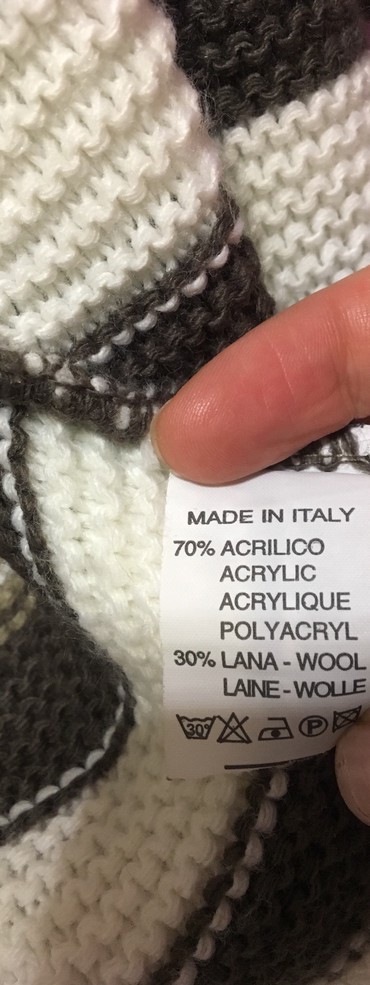 MADE IN ITALY
70% ACRILICO
ACRYLIC
ACRYLIQUE
POLYACRYL
30% LANA - WOOL
LAINE - WOLLE
30° P